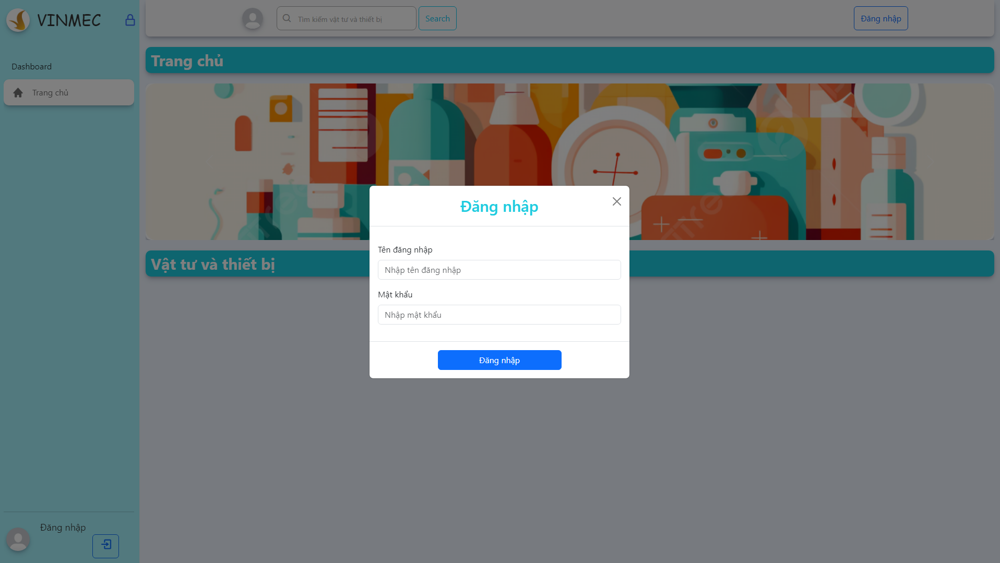 VINMEC
Dashboard
Trang chủ
Đăng nhập
Tìm kiếm vật tư và thiết bị
Search
Đăng nhập
Trang chủ
Vật tư và thiết bị
Đăng nhập
Tên đăng nhập
Nhập tên đăng nhập
Mật khẩu
Nhập mật khẩu
Đăng nhập